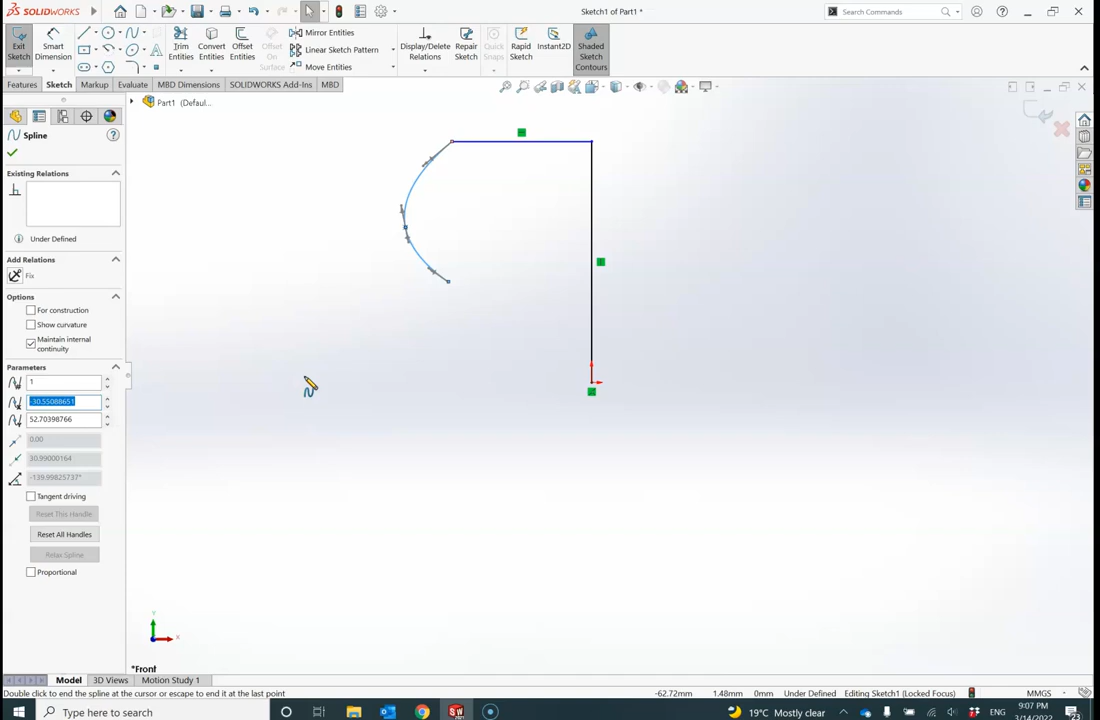 SOLIDWORKS
Sketch1 of Part1 *
Search Commands
Exit Sketch
Smart Dimension
Trim Entities
Convert Entities
Offset Entities
Offset On Surface
Mirror Entities
Linear Sketch Pattern
Move Entities
Display/Delete Relations
Repair Sketch
Quick Snaps
Rapid Sketch
Instant2D
Shaded Sketch Contours
Features
Sketch
Markup
Evaluate
MBD Dimensions
SOLIDWORKS Add-Ins
MBD
Part1 (Defaul...
Spline
Existing Relations
Under Defined
Add Relations
Fix
Options
For construction
Show curvature
Maintain internal continuity
Parameters
1
-30.55088651
52.70398766
0.00
30.99000164
-139.99825737°
Tangent driving
Reset This Handle
Reset All Handles
Relax Spline
Proportional
Y
X
*Front
Model
3D Views
Motion Study 1
Double click to end the spline at the cursor or escape to end it at the last point
-62.72mm
1.48mm
0mm
Under Defined
Editing Sketch1 (Locked Focus)
MMGS
Type here to search
19°C Mostly clear
ENG
9:07 PM
3/14/2022